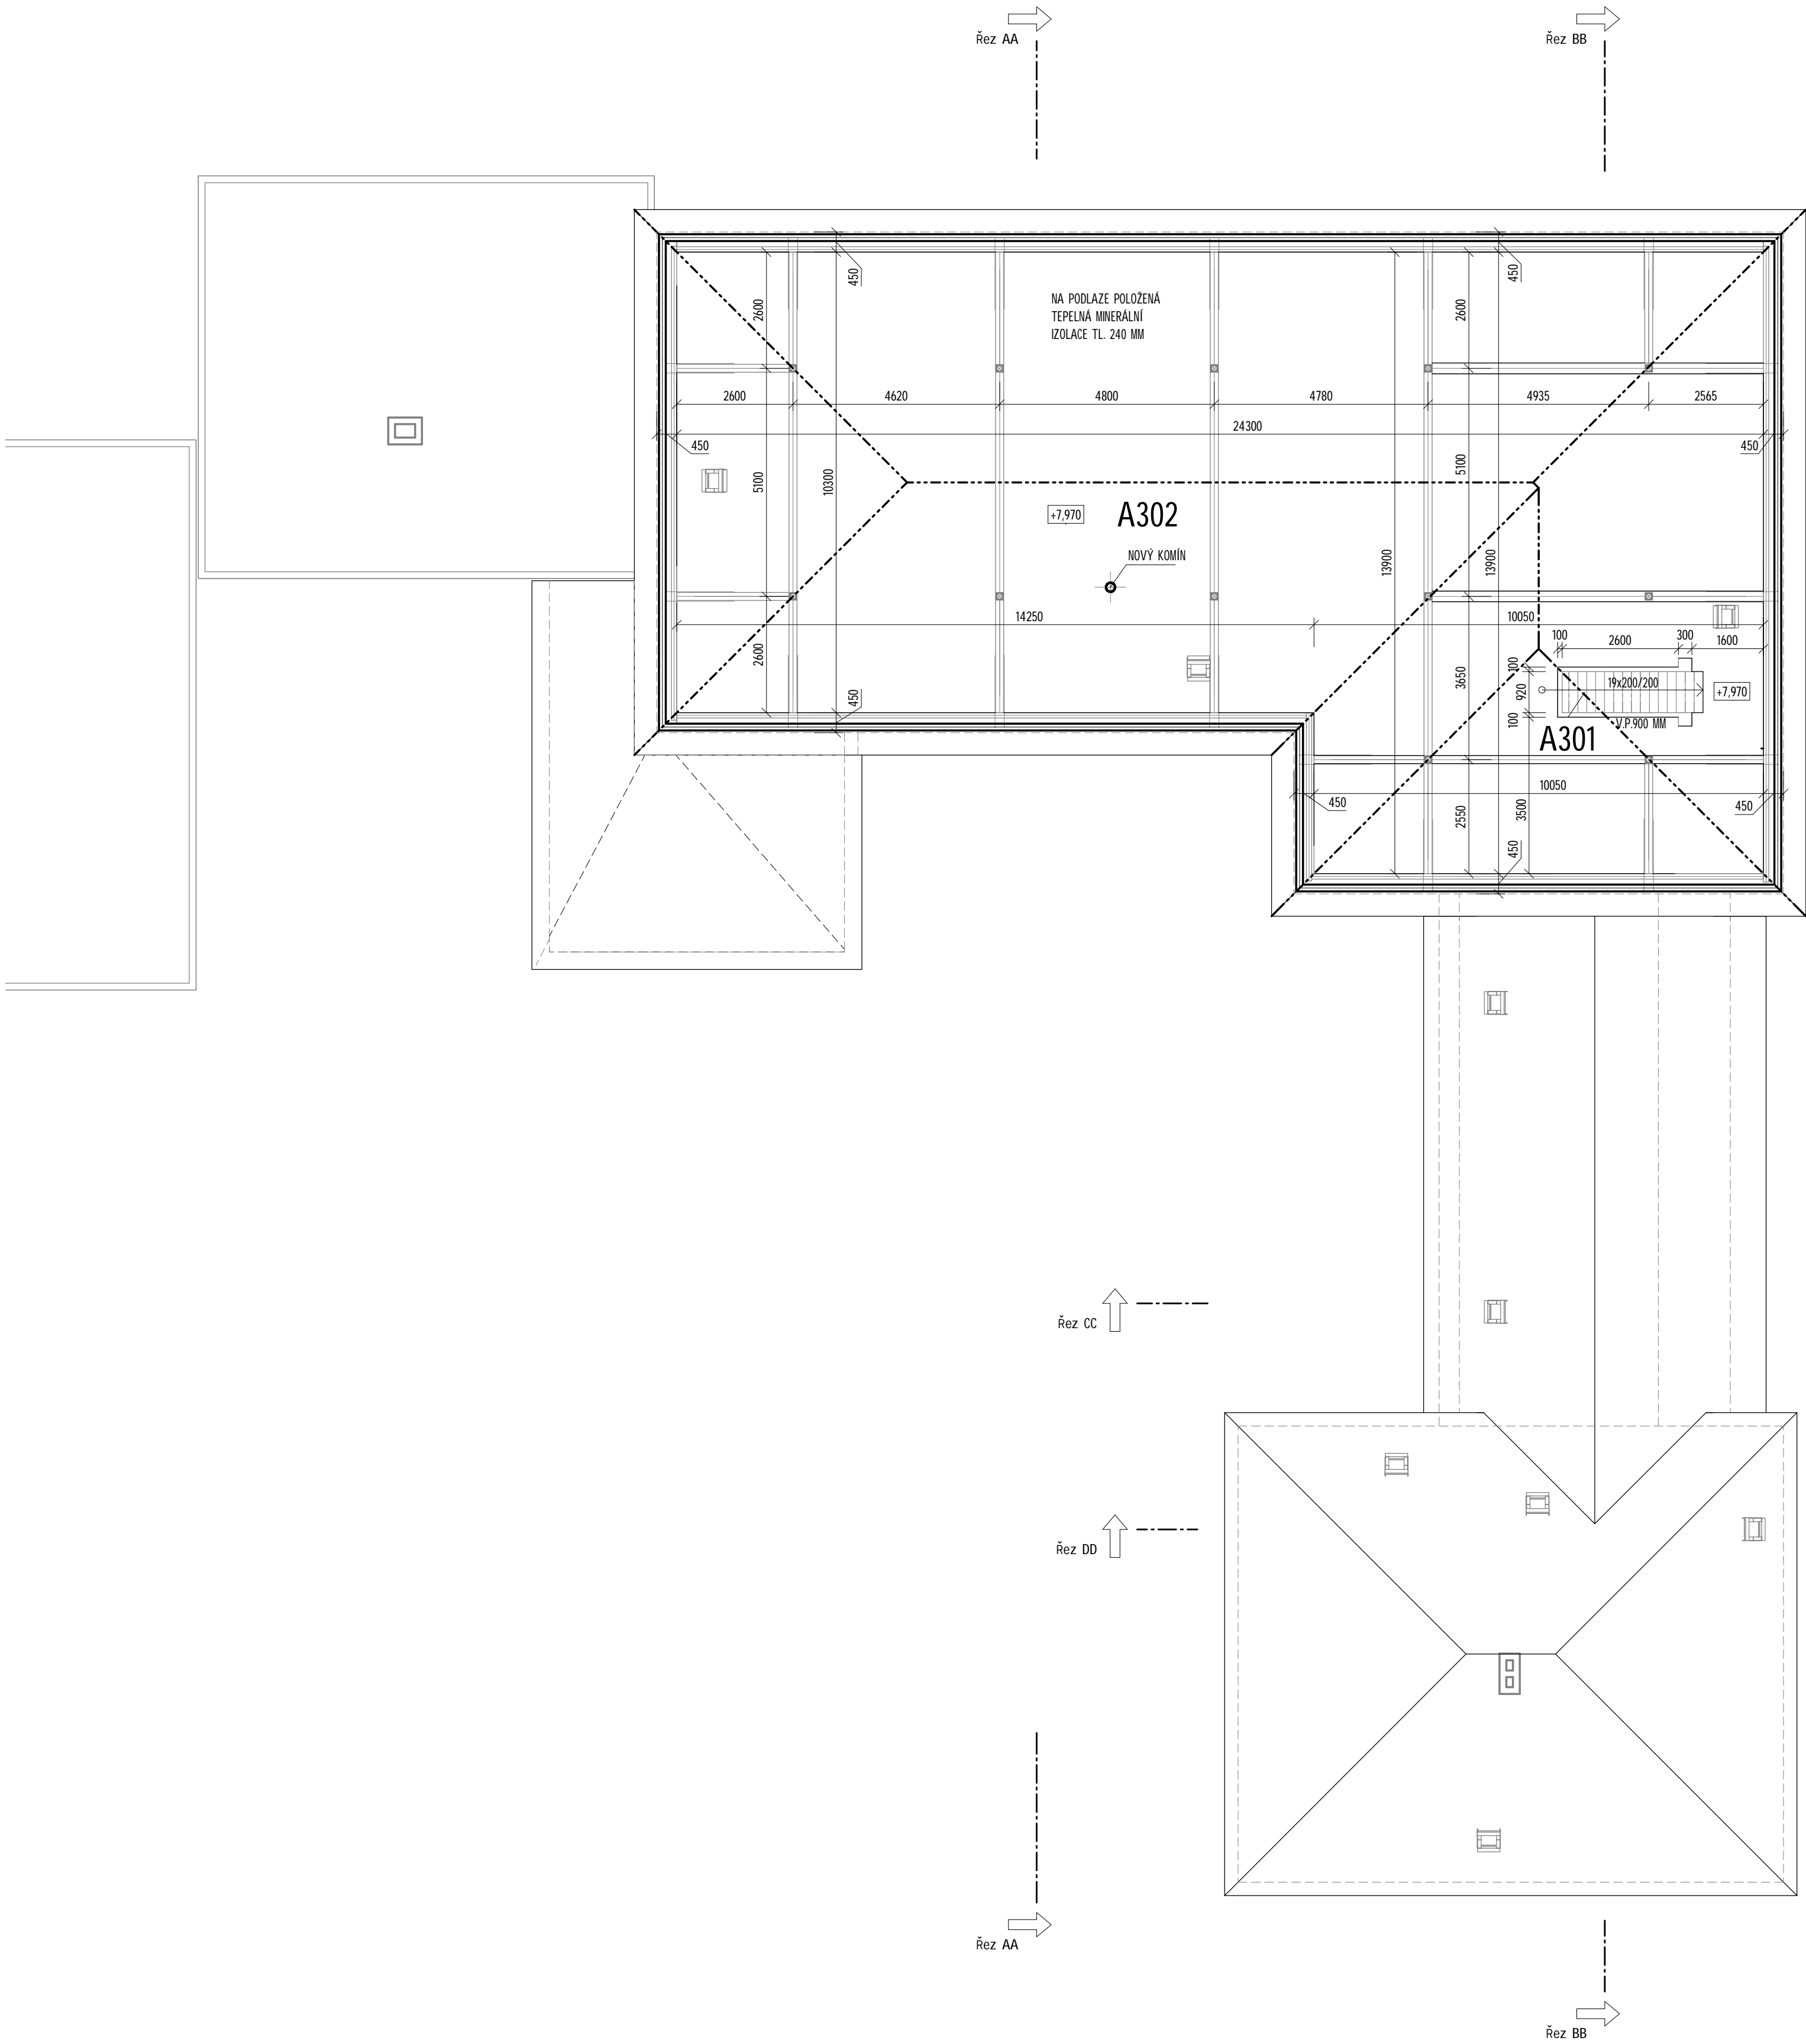 Řez AA
Řez BB
450
450
2600
2600
NA PODLAZE POLOŽENÁ
TEPELNÁ MINERÁLNÍ
IZOLACE TL. 240 MM
2600
4620
4800
4780
4935
2565
24300
450
450
5100
10300
5100
+7,970
A302
NOVÝ KOMÍN
13900
13900
14250
10050
100
2600
300
1600
2600
3650
100
920
100
19x200/200
+7,970
450
V.P.900 MM
A301
10050
450
450
2550
3500
450
Řez CC
Řez DD
Řez AA
Řez BB